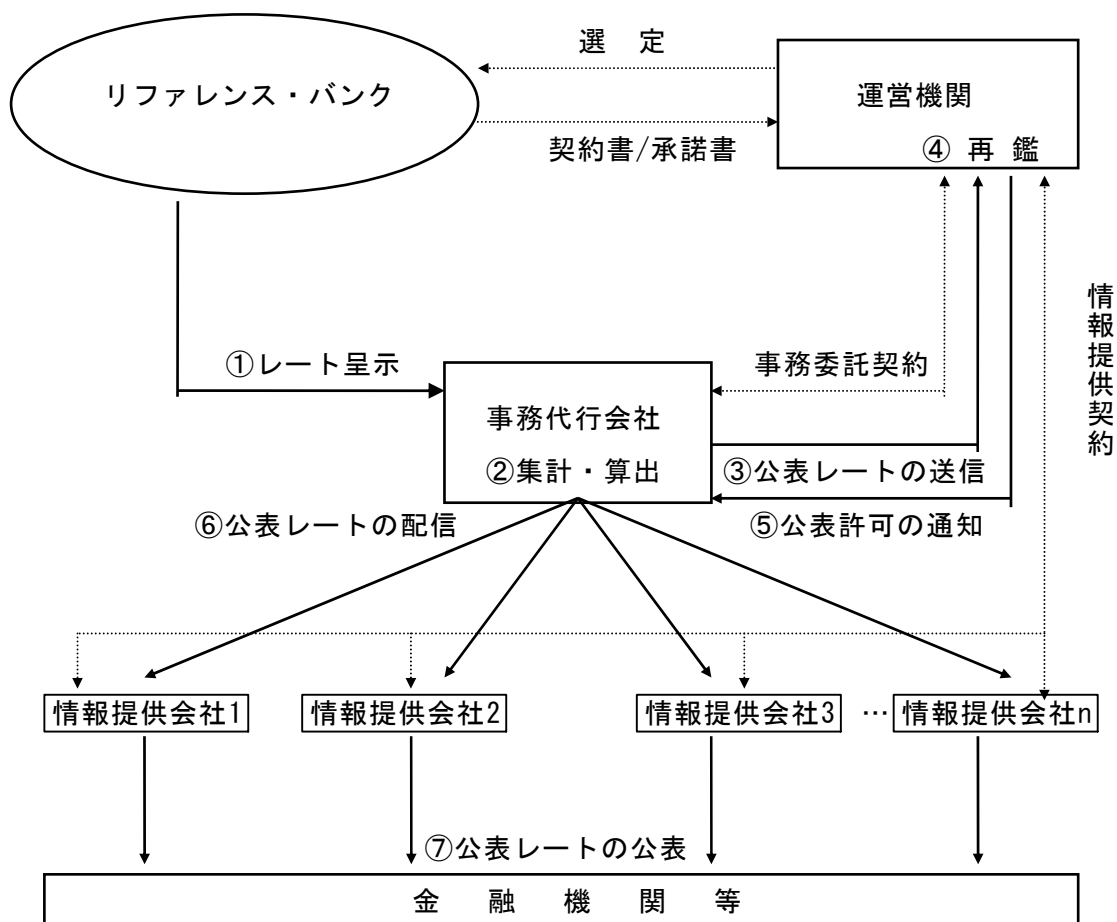 選　定
リファレンス・バンク
運営機関
契約書/承諾書
④ 再 鑑
情報提供契約
①レート呈示
事務委託契約
事務代行会社
②集計・算出
③公表レートの送信
⑥公表レートの配信
⑤公表許可の通知
情報提供会社1
情報提供会社2
情報提供会社3
…
情報提供会社n
⑦公表レートの公表
金　融　機　関　等